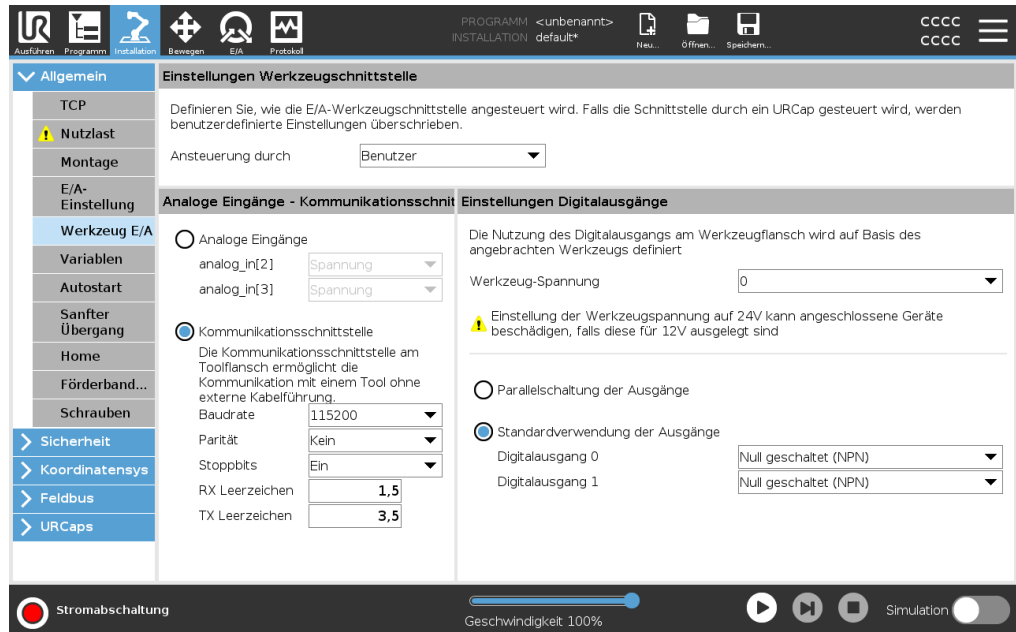 PROGRAMM <unbenannt>
INSTALLATION default*
CCCC
CCCC
Ausführen Programm Installation Bewegen E/A Protokoll Neu... Öffnen... Speichern...
Allgemein
TCP
Nutzlast
Montage
E/A-
Einstellung
Werkzeug E/A
Variablen
Autostart
Sanfter
Übergang
Home
Förderband...
Schrauben
Sicherheit
Koordinatensys
Feldbus
URCaps
Einstellungen Werkzeugschnittstelle
Definieren Sie, wie die E/A-Werkzeugschnittstelle angesteuert wird. Falls die Schnittstelle durch ein URCap gesteuert wird, werden
benutzerdefinierte Einstellungen überschrieben.
Ansteuerung durch Benutzer
Analoge Eingänge - Kommunikationsschnit
Analoge Eingänge
analog_in[2] Spannung
analog_in[3] Spannung
Kommunikationsschnittstelle
Die Kommunikationsschnittstelle am
Toolflansch ermöglicht die
Kommunikation mit einem Tool ohne
externe Kabelführung.
Baudrate 115200
Parität Kein
Stoppbits Ein
RX Leerzeichen 1,5
TX Leerzeichen 3,5
Einstellungen Digitalausgänge
Die Nutzung des Digitalausgangs am Werkzeugflansch wird auf Basis des
angebrachten Werkzeugs definiert
Werkzeug-Spannung 0
Einstellung der Werkzeugspannung auf 24V kann angeschlossene Geräte
beschädigen, falls diese für 12V ausgelegt sind
Parallelschaltung der Ausgänge
Standardverwendung der Ausgänge
Digitalausgang 0 Null geschaltet (NPN)
Digitalausgang 1 Null geschaltet (NPN)
Stromabschaltung
Geschwindigkeit 100%
Simulation